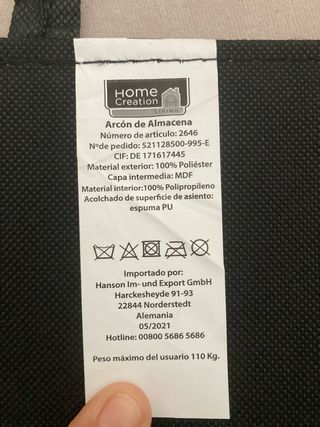 HOME
Creation
LIVING
Arcón de Almacena
Número de articulo: 2646
Nºde pedido: 521128500-995-E
CIF: DE 171617445
Material exterior: 100% Poliéster
Capa intermedia: MDF
Material interior:100% Polipropileno
Acolchado de superficie de asiento:
espuma PU
Importado por:
Hanson Im- und Export GmbH
Harckesheyde 91-93
22844 Norderstedt
Alemania
05/2021
Hotline: 00800 5686 5686
Peso máximo del usuario 110 Kg.